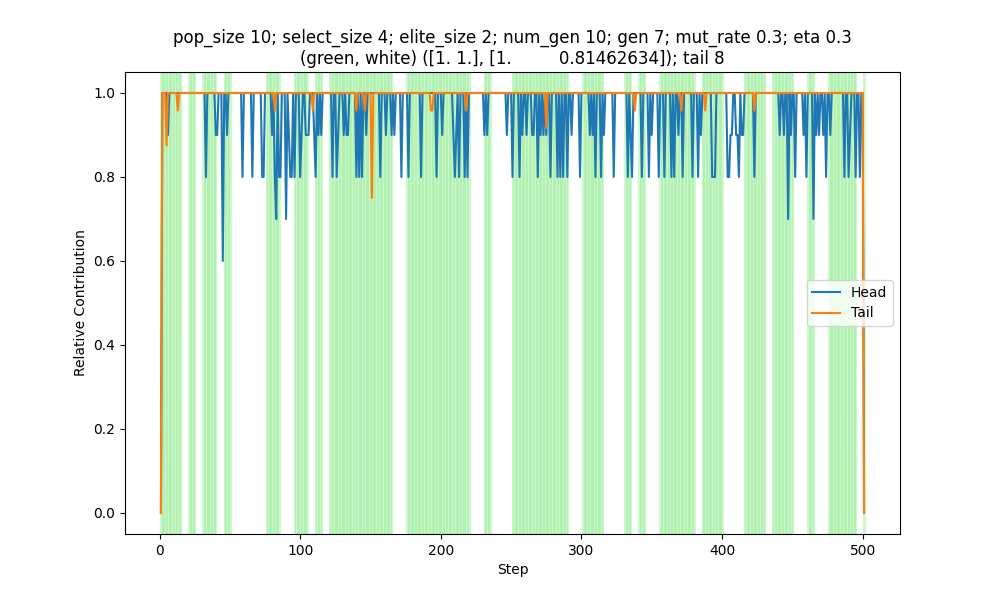 pop_size 10; select_size 4; elite_size 2; num_gen 10; gen 7; mut_rate 0.3; eta 0.3
(green, white) ([1. 1.], [1.          0.81462634]); tail 8
1.0
0.8
0.6
0.4
0.2
0.0
Relative Contribution
Head
Tail
0
100
200
300
400
500
Step